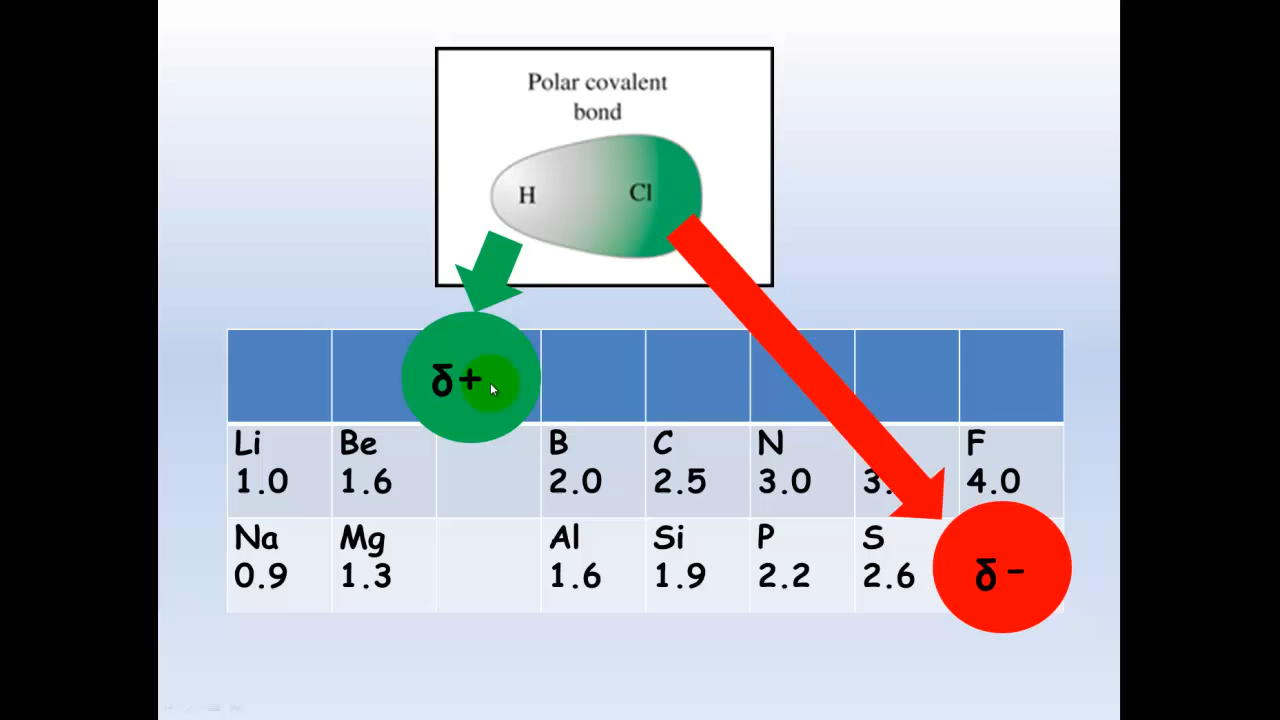 Polar covalent
bond
H Cl
δ+
Li Be B C N F
1.0 1.6 2.0 2.5 3.0 3. 4.0
Na Mg Al Si P S
0.9 1.3 1.6 1.9 2.2 2.6
δ −